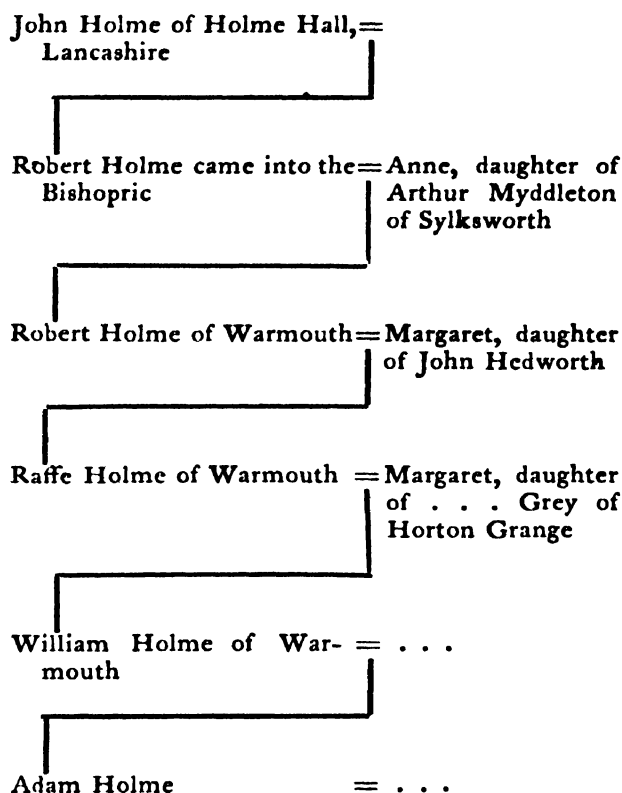 John Holme of Holme Hall,=
Lancashire
Robert Holme came into the=Anne, daughter of
Bishopric Arthur Myddleton
of Sylksworth
Robert Holme of Warmouth=Margaret, daughter
of John Hedworth
Raffe Holme of Warmouth =Margaret, daughter
of . . . Grey of
Horton Grange
William Holme of War- = . . .
mouth
Adam Holme = . . .